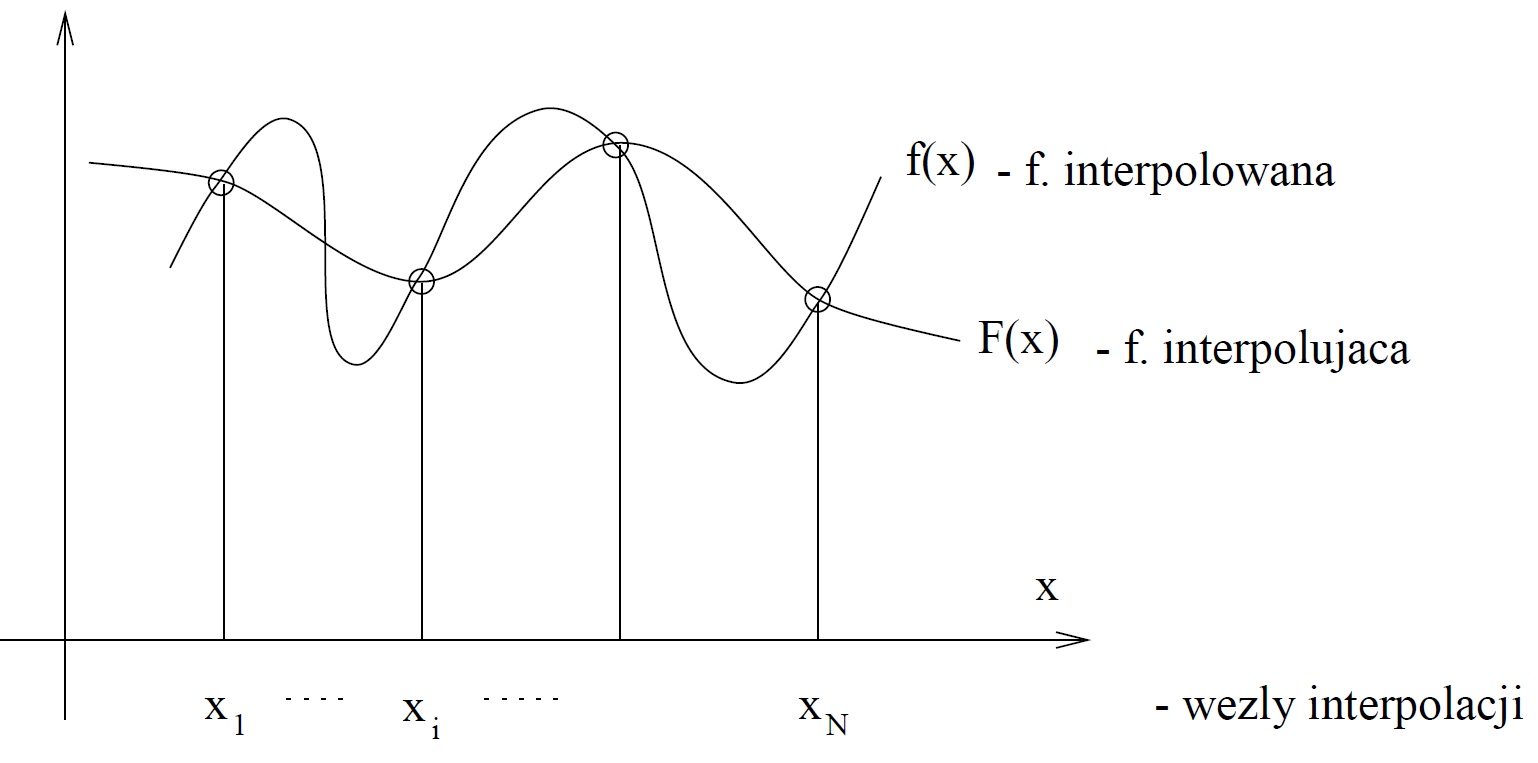 f(x) - f. interpolowana
F(x) - f. interpolujaca
x
x1 ---- xi ----- xN - wezly interpolacji